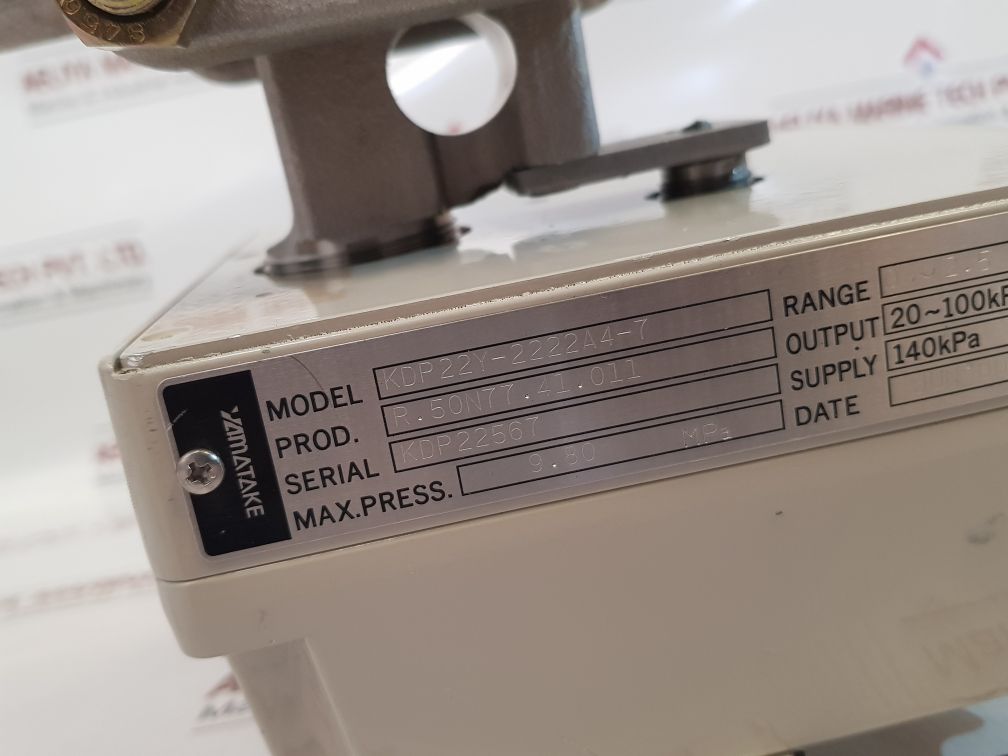 YAMATAKE
MODEL KDP22Y-2222A4-7
PROD. R.50N77.41.011
SERIAL KDP22567
MAX.PRESS. 9.80 MPa
RANGE
OUTPUT 20~100kP
SUPPLY 140kPa
DATE